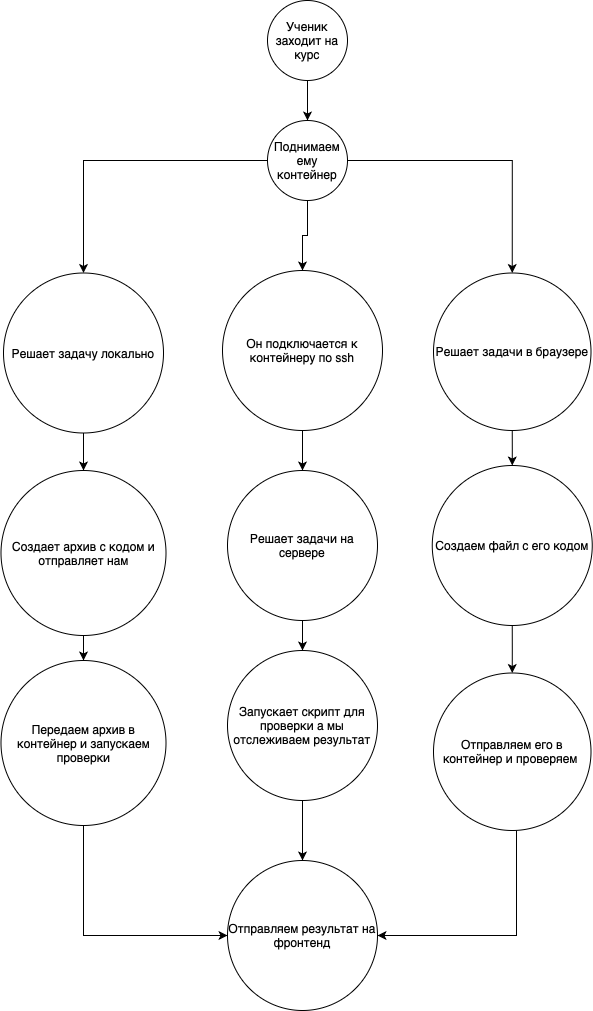 Ученик
заходит на
курс
Поднимаем
ему
контейнер
Решает задачу локально
Он подключается к
контейнеру по ssh
Решает задачи в браузере
Создает архив с кодом и
отправляет нам
Решает задачи на
сервере
Создаем файл с его кодом
Передаем архив в
контейнер и запускаем
проверки
Запускает скрипт для
проверки а мы
отслеживаем результат
Отправляем его в
контейнер и проверяем
Отправляем результат на
фронтенд